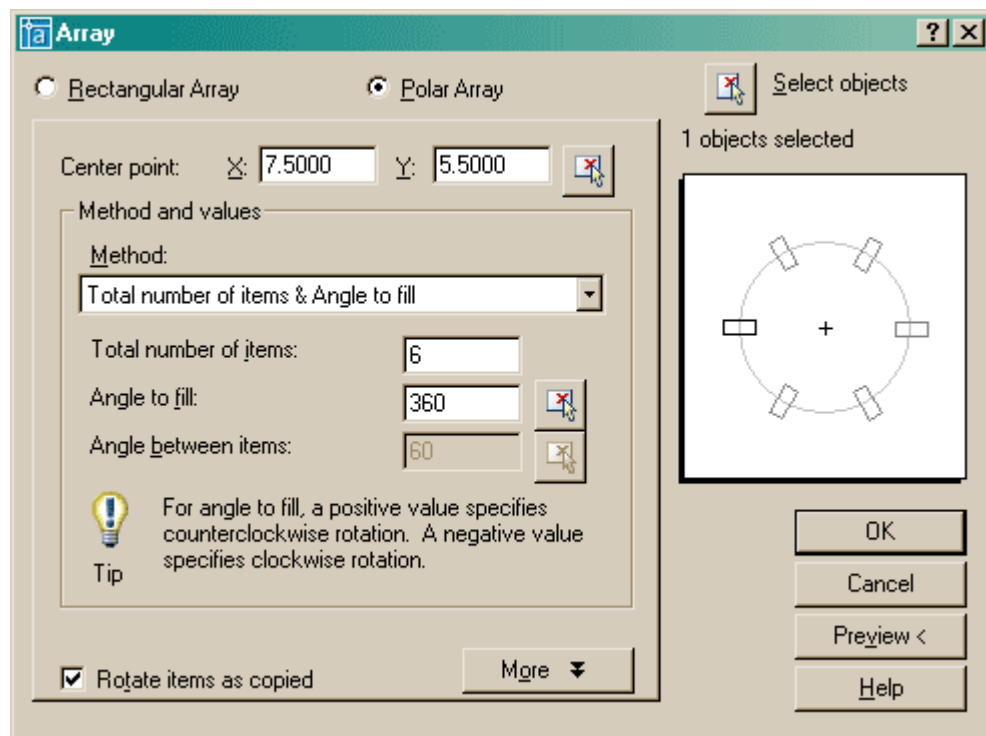 Array
Rectangular Array Polar Array Select objects
1 objects selected
Center point: X: 7.5000 Y: 5.5000
Method and values
Method:
Total number of items & Angle to fill
Total number of items: 6
Angle to fill: 360
Angle between items: 60
For angle to fill, a positive value specifies
counterclockwise rotation. A negative value
specifies clockwise rotation.
Tip
Rotate items as copied
More
OK
Cancel
Preview <
Help